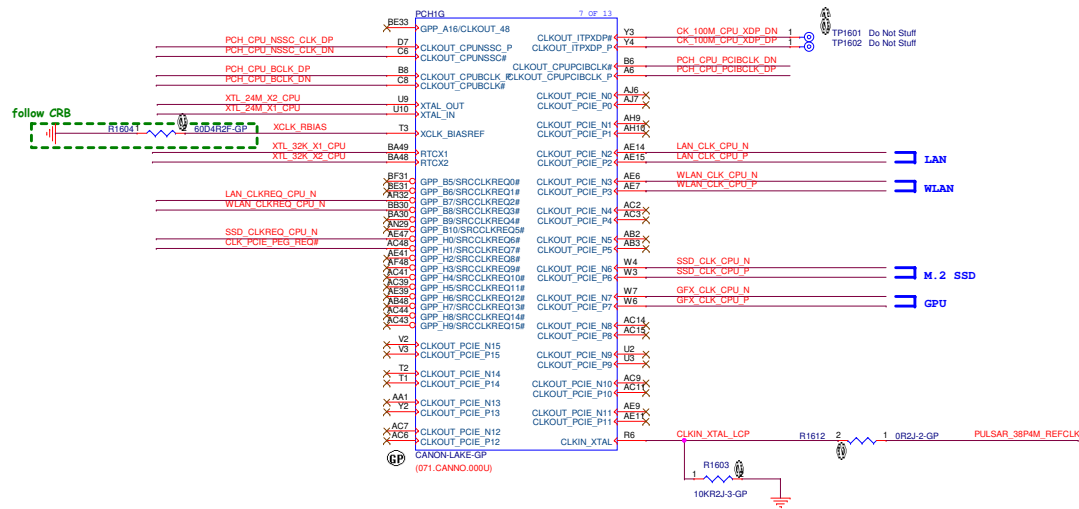 PCH1G 7 OF 13
BE33 GPP_A16/CLKOUT_48
PCH_CPU_NSSC_CLK_DP D7 CLKOUT_CPUNSSC_P
PCH_CPU_NSSC_CLK_DN C6 CLKOUT_CPUNSSC#
PCH_CPU_BCLK_DP B8 CLKOUT_CPUBCLK_P
PCH_CPU_BCLK_DN C8 CLKOUT_CPUBCLK#
XTL_24M_X2_CPU U9 XTAL_OUT
XTL_24M_X1_CPU U10 XTAL_IN
follow CRB
R1604 1 2 60D4R2F-GP XCLK_RBIAS T3 XCLK_BIASREF
XTL_32K_X1_CPU BA49 RTCX1
XTL_32K_X2_CPU BA48 RTCX2
BF31 GPP_B5/SRCCLKREQ0#
BE31 GPP_B6/SRCCLKREQ1#
LAN_CLKREQ_CPU_N AR32 GPP_B7/SRCCLKREQ2#
WLAN_CLKREQ_CPU_N BB30 GPP_B8/SRCCLKREQ3#
BA30 GPP_B9/SRCCLKREQ4#
AN29 GPP_B10/SRCCLKREQ5#
SSD_CLKREQ_CPU_N AE47 GPP_H0/SRCCLKREQ6#
CLK_PCIE_PEG_REQ# AC48 GPP_H1/SRCCLKREQ7#
AE41 GPP_H2/SRCCLKREQ8#
AF48 GPP_H3/SRCCLKREQ9#
AC41 GPP_H4/SRCCLKREQ10#
AC39 GPP_H5/SRCCLKREQ11#
AE39 GPP_H6/SRCCLKREQ12#
AB48 GPP_H7/SRCCLKREQ13#
AC44 GPP_H8/SRCCLKREQ14#
AC43 GPP_H9/SRCCLKREQ15#
V2 CLKOUT_PCIE_N15
V3 CLKOUT_PCIE_P15
T2 CLKOUT_PCIE_N14
T1 CLKOUT_PCIE_P14
AA1 CLKOUT_PCIE_N13
Y2 CLKOUT_PCIE_P13
AC7 CLKOUT_PCIE_N12
AC6 CLKOUT_PCIE_P12
GP CANON-LAKE-GP
(071.CANNO.000U)
CLKOUT_ITPXDP# Y3 CK_100M_CPU_XDP_DN 1 TP1601 Do Not Stuff
CLKOUT_ITPXDP_P Y4 CK_100M_CPU_XDP_DP 1 TP1602 Do Not Stuff
CLKOUT_CPUPCIBCLK# B6 PCH_CPU_PCIBCLK_DN
CLKOUT_CPUPCIBCLK_P A6 PCH_CPU_PCIBCLK_DP
CLKOUT_PCIE_N0 AJ6
CLKOUT_PCIE_P0 AJ7
CLKOUT_PCIE_N1 AH9
CLKOUT_PCIE_P1 AH10
CLKOUT_PCIE_N2 AE14 LAN_CLK_CPU_N
CLKOUT_PCIE_P2 AE15 LAN_CLK_CPU_P
LAN
CLKOUT_PCIE_N3 AE6 WLAN_CLK_CPU_N
CLKOUT_PCIE_P3 AE7 WLAN_CLK_CPU_P
WLAN
CLKOUT_PCIE_N4 AC2
CLKOUT_PCIE_P4 AC3
CLKOUT_PCIE_N5 AB2
CLKOUT_PCIE_P5 AB3
CLKOUT_PCIE_N6 W4 SSD_CLK_CPU_N
CLKOUT_PCIE_P6 W3 SSD_CLK_CPU_P
M.2 SSD
CLKOUT_PCIE_N7 W7 GFX_CLK_CPU_N
CLKOUT_PCIE_P7 W6 GFX_CLK_CPU_P
GPU
CLKOUT_PCIE_N8 AC14
CLKOUT_PCIE_P8 AC15
CLKOUT_PCIE_N9 U2
CLKOUT_PCIE_P9 U3
CLKOUT_PCIE_N10 AC9
CLKOUT_PCIE_P10 AC11
CLKOUT_PCIE_N11 AE9
CLKOUT_PCIE_P11 AE11
CLKIN_XTAL R6 CLKIN_XTAL_LCP R1612 2 1 0R2J-2-GP PULSAR_38P4M_REFCLK
R1603
1 2
10KR2J-3-GP